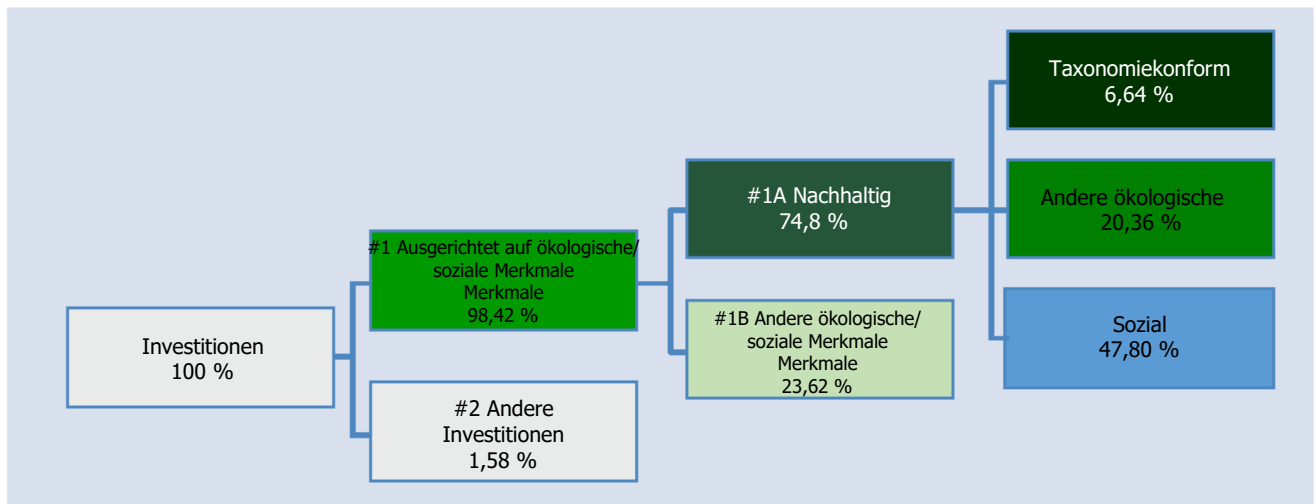 Investitionen
100 %
#1 Ausgerichtet auf ökologische/
soziale Merkmale
Merkmale
98,42 %
#2 Andere
Investitionen
1,58 %
#1A Nachhaltig
74,8 %
#1B Andere ökologische/
soziale Merkmale
Merkmale
23,62 %
Taxonomiekonform
6,64 %
Andere ökologische
20,36 %
Sozial
47,80 %